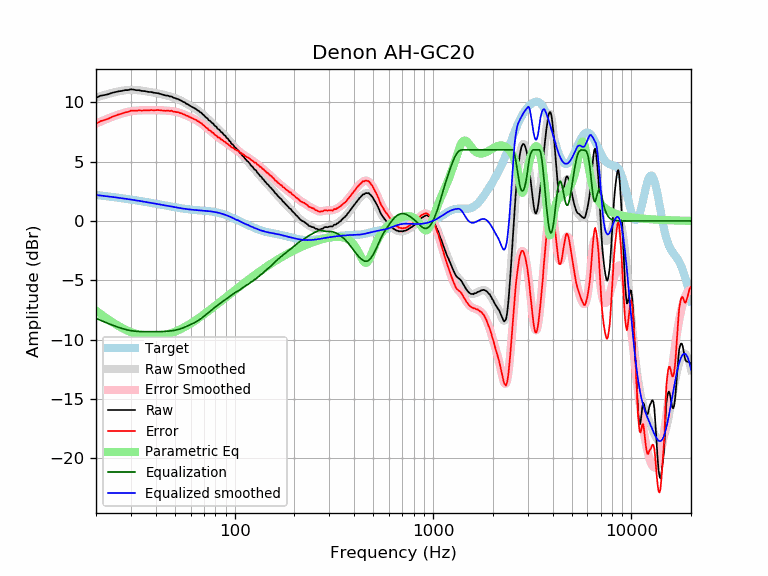 Denon AH-GC20
Amplitude (dBr)
10
5
0
−5
−10
−15
−20
Target
Raw Smoothed
Error Smoothed
Raw
Error
Parametric Eq
Equalization
Equalized smoothed
100
1000
10000
Frequency (Hz)